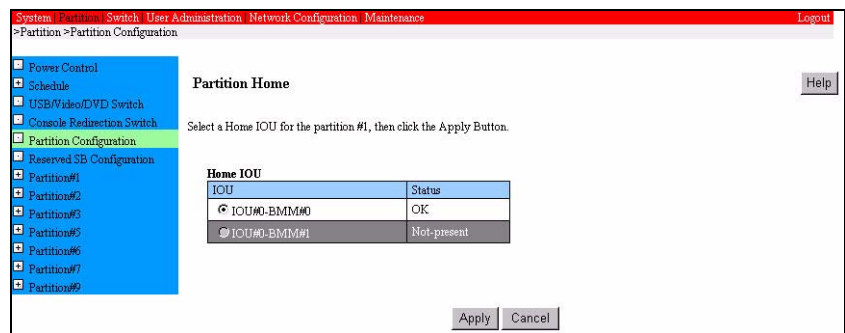 System | Partition | Switch | User Administration | Network Configuration | Maintenance Logout
>Partition >Partition Configuration
Power Control
Schedule
USB/Video/DVD Switch
Console Redirection Switch
Partition Configuration
Reserved SB Configuration
Partition#1
Partition#2
Partition#3
Partition#5
Partition#6
Partition#7
Partition#9
Partition Home
Help
Select a Home IOU for the partition #1, then click the Apply Button.
Home IOU
IOU Status
IOU#0-BMM#0 OK
IOU#0-BMM#1 Not-present
Apply Cancel